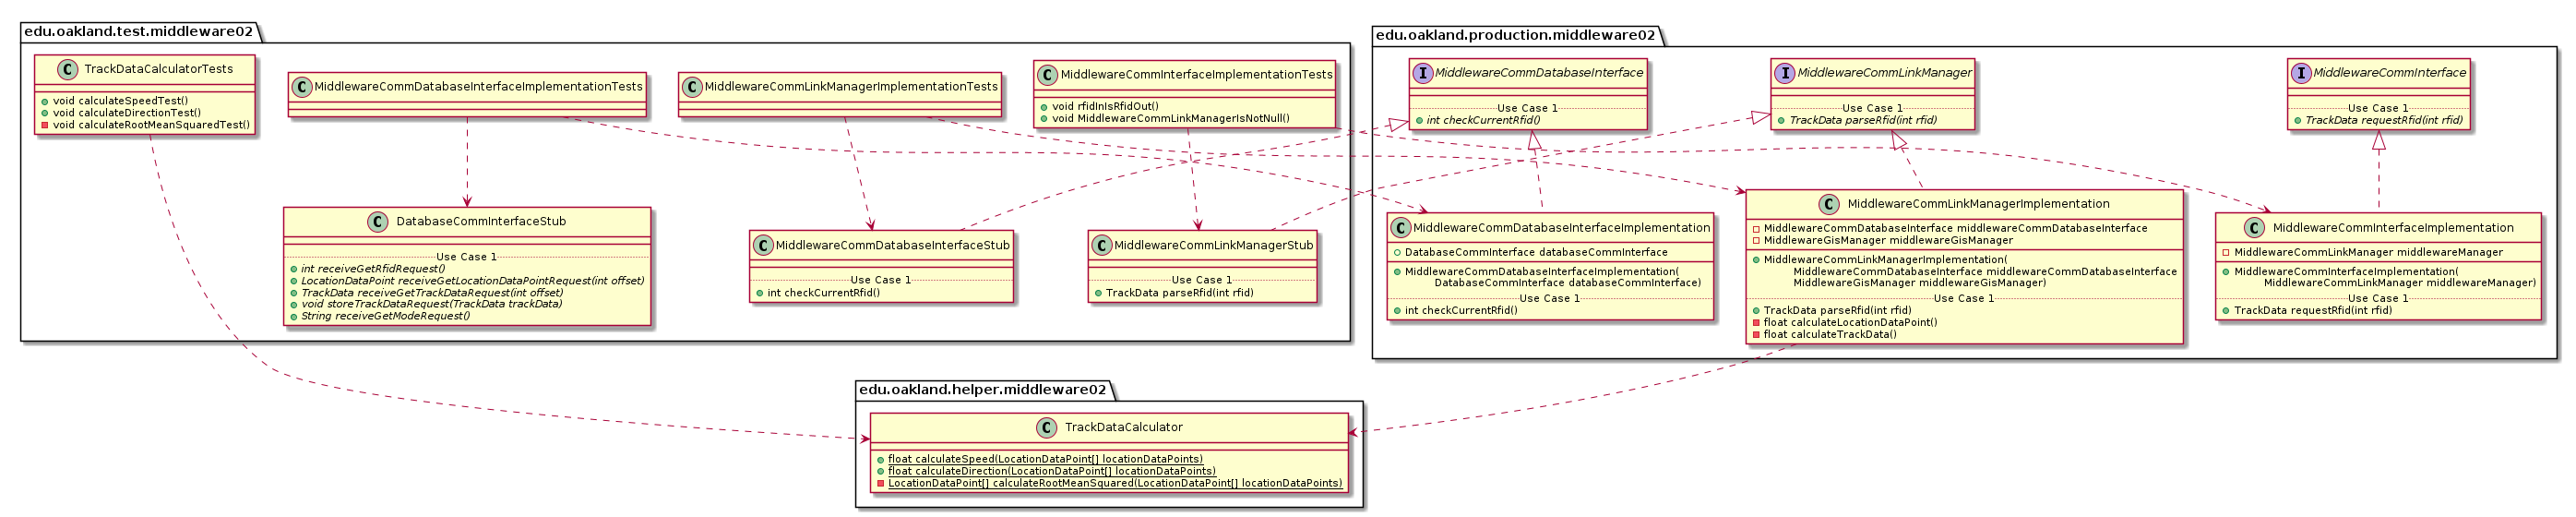 edu.oakland.test.middleware02
TrackDataCalculatorTests
void calculateSpeedTest()
void calculateDirectionTest()
void calculateRootMeanSquaredTest()
MiddlewareCommDatabaseInterfaceImplementationTests
MiddlewareCommLinkManagerImplementationTests
MiddlewareCommInterfaceImplementationTests
void rfidInIsRfidOut()
void MiddlewareCommLinkManagerIsNotNull()
DatabaseCommInterfaceStub
Use Case 1
int receiveGetRfidRequest()
LocationDataPoint receiveGetLocationDataPointRequest(int offset)
TrackData receiveGetTrackDataRequest(int offset)
void storeTrackDataRequest(TrackData trackData)
String receiveGetModeRequest()
MiddlewareCommDatabaseInterfaceStub
Use Case 1
int checkCurrentRfid()
MiddlewareCommLinkManagerStub
Use Case 1
TrackData parseRfid(int rfid)
edu.oakland.production.middleware02
MiddlewareCommDatabaseInterface
Use Case 1
int checkCurrentRfid()
MiddlewareCommLinkManager
Use Case 1
TrackData parseRfid(int rfid)
MiddlewareCommInterface
Use Case 1
TrackData requestRfid(int rfid)
MiddlewareCommDatabaseInterfaceImplementation
DatabaseCommInterface databaseCommInterface
MiddlewareCommDatabaseInterfaceImplementation(
DatabaseCommInterface databaseCommInterface)
Use Case 1
int checkCurrentRfid()
MiddlewareCommLinkManagerImplementation
MiddlewareCommDatabaseInterface middlewareCommDatabaseInterface
MiddlewareGisManager middlewareGisManager
MiddlewareCommLinkManagerImplementation(
MiddlewareCommDatabaseInterface middlewareCommDatabaseInterface
MiddlewareGisManager middlewareGisManager)
Use Case 1
TrackData parseRfid(int rfid)
float calculateLocationDataPoint()
float calculateTrackData()
MiddlewareCommInterfaceImplementation
MiddlewareCommLinkManager middlewareManager
MiddlewareCommInterfaceImplementation(
MiddlewareCommLinkManager middlewareManager)
Use Case 1
TrackData requestRfid(int rfid)
edu.oakland.helper.middleware02
TrackDataCalculator
float calculateSpeed(LocationDataPoint[] locationDataPoints)
float calculateDirection(LocationDataPoint[] locationDataPoints)
LocationDataPoint[] calculateRootMeanSquared(LocationDataPoint[] locationDataPoints)